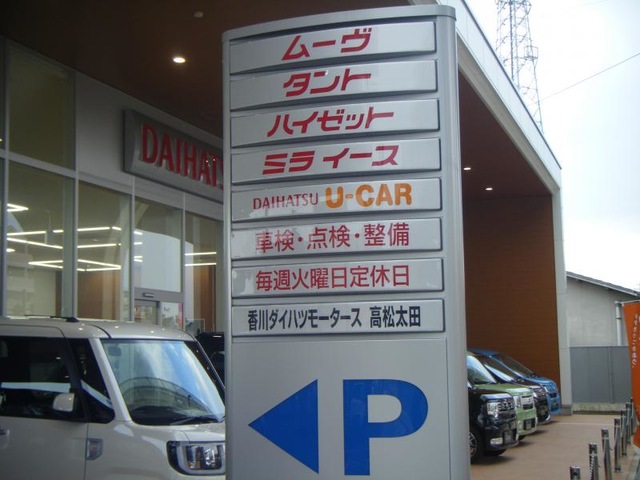 ムーヴ
タント
ハイゼット
ミライース
DAIHATSU U-CAR
車検・点検・整備
毎週火曜日定休日
香川ダイハツモータース 高松太田
P
DAIHATSU